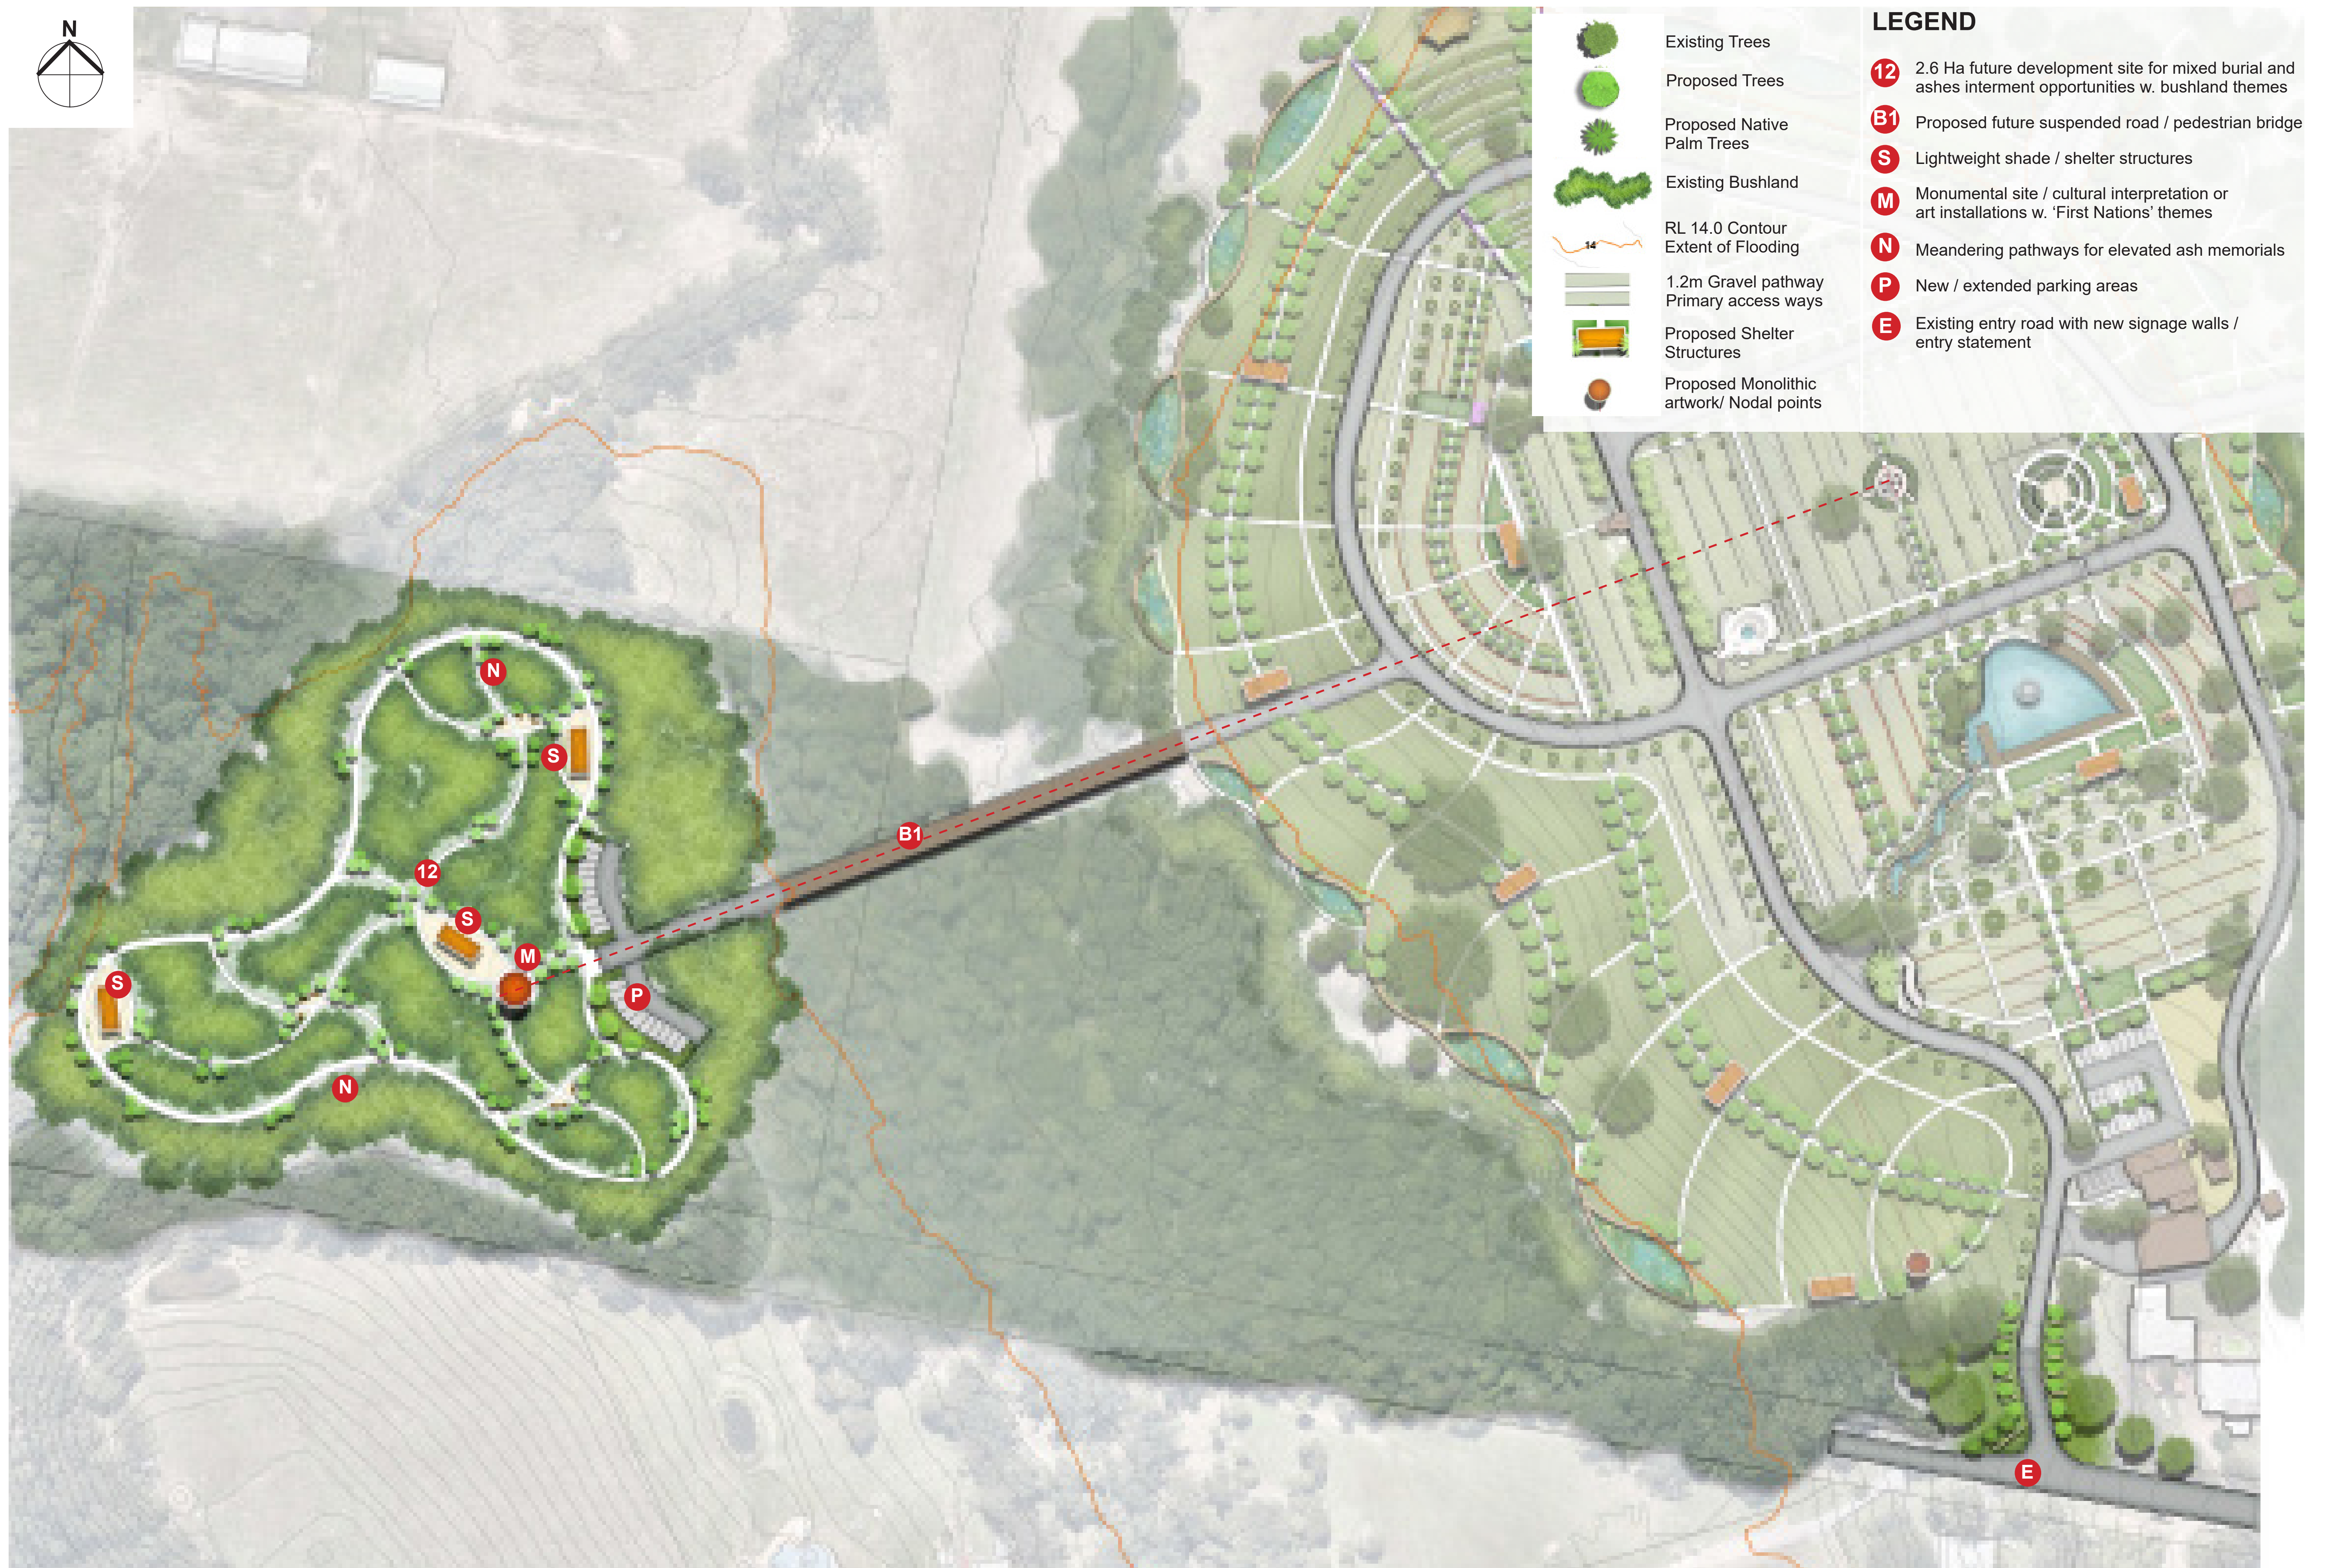 N
Existing Trees
Proposed Trees
Proposed Native
Palm Trees
Existing Bushland
RL 14.0 Contour
Extent of Flooding
14
1.2m Gravel pathway
Primary access ways
Proposed Shelter
Structures
Proposed Monolithic
artwork/ Nodal points
LEGEND
12 2.6 Ha future development site for mixed burial and
ashes interment opportunities w. bushland themes
B1 Proposed future suspended road / pedestrian bridge
S Lightweight shade / shelter structures
M Monumental site / cultural interpretation or
art installations w. ‘First Nations’ themes
N Meandering pathways for elevated ash memorials
P New / extended parking areas
E Existing entry road with new signage walls /
entry statement
N
S
B1
12
S
M
S
P
N
E